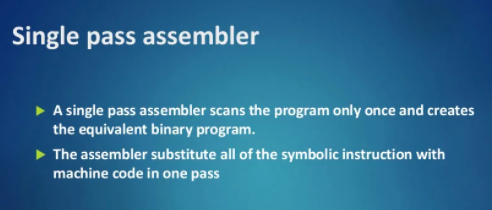 Single pass assembler
A single pass assembler scans the program only once and creates
the equivalent binary program.
The assembler substitute all of the symbolic instruction with
machine code in one pass